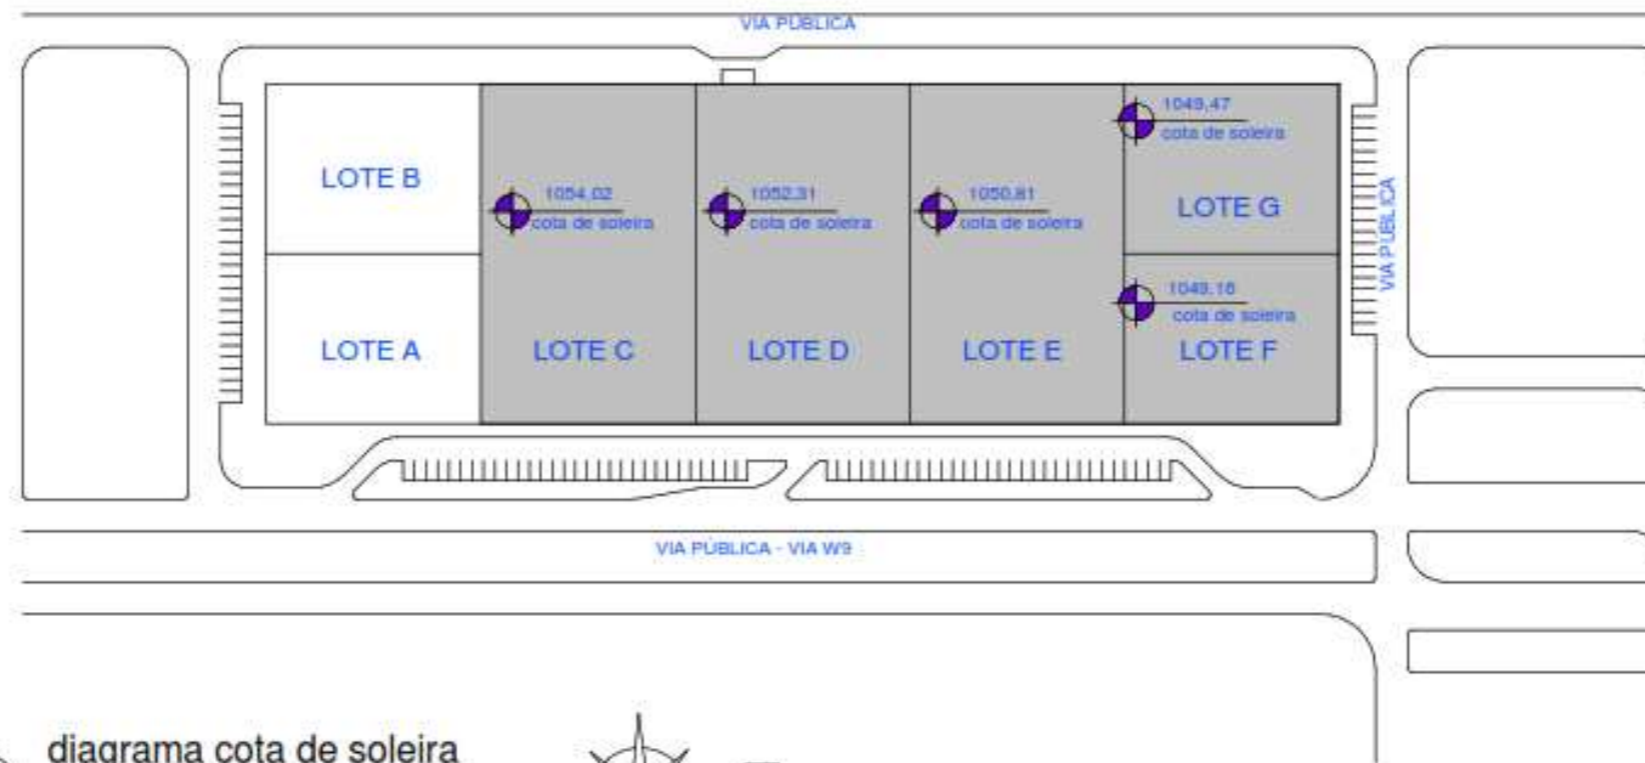 VIA PÚBLICA
1049,47
cota de soleira
LOTE B
1054,02
cota de soleira
1052,31
cota de soleira
1050,81
cota de soleira
LOTE G
VIA PÚBLICA
1049,16
cota de soleira
LOTE A
LOTE C
LOTE D
LOTE E
LOTE F
VIA PÚBLICA - VIA W9
diagrama cota de soleira